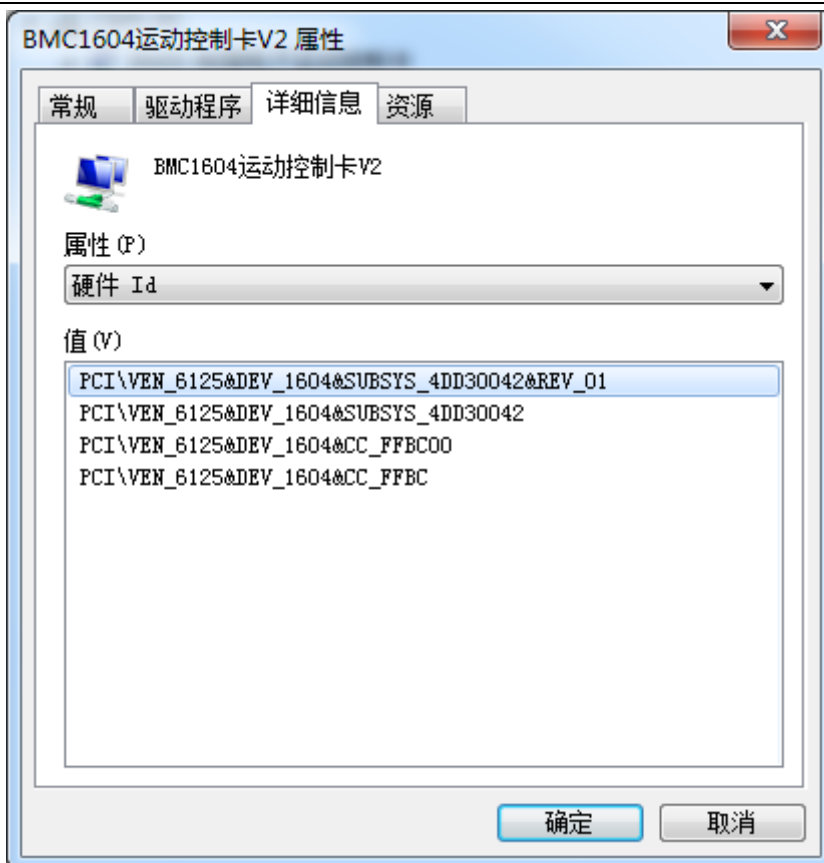 BMC1604运动控制卡V2 属性
常规 驱动程序 详细信息 资源
BMC1604运动控制卡V2
属性(P)
硬件 Id
值(V)
PCI\VEN_6125&DEV_1604&SUBSYS_4DD30042&REV_01
PCI\VEN_6125&DEV_1604&SUBSYS_4DD30042
PCI\VEN_6125&DEV_1604&CC_FFBC00
PCI\VEN_6125&DEV_1604&CC_FFBC
确定 取消